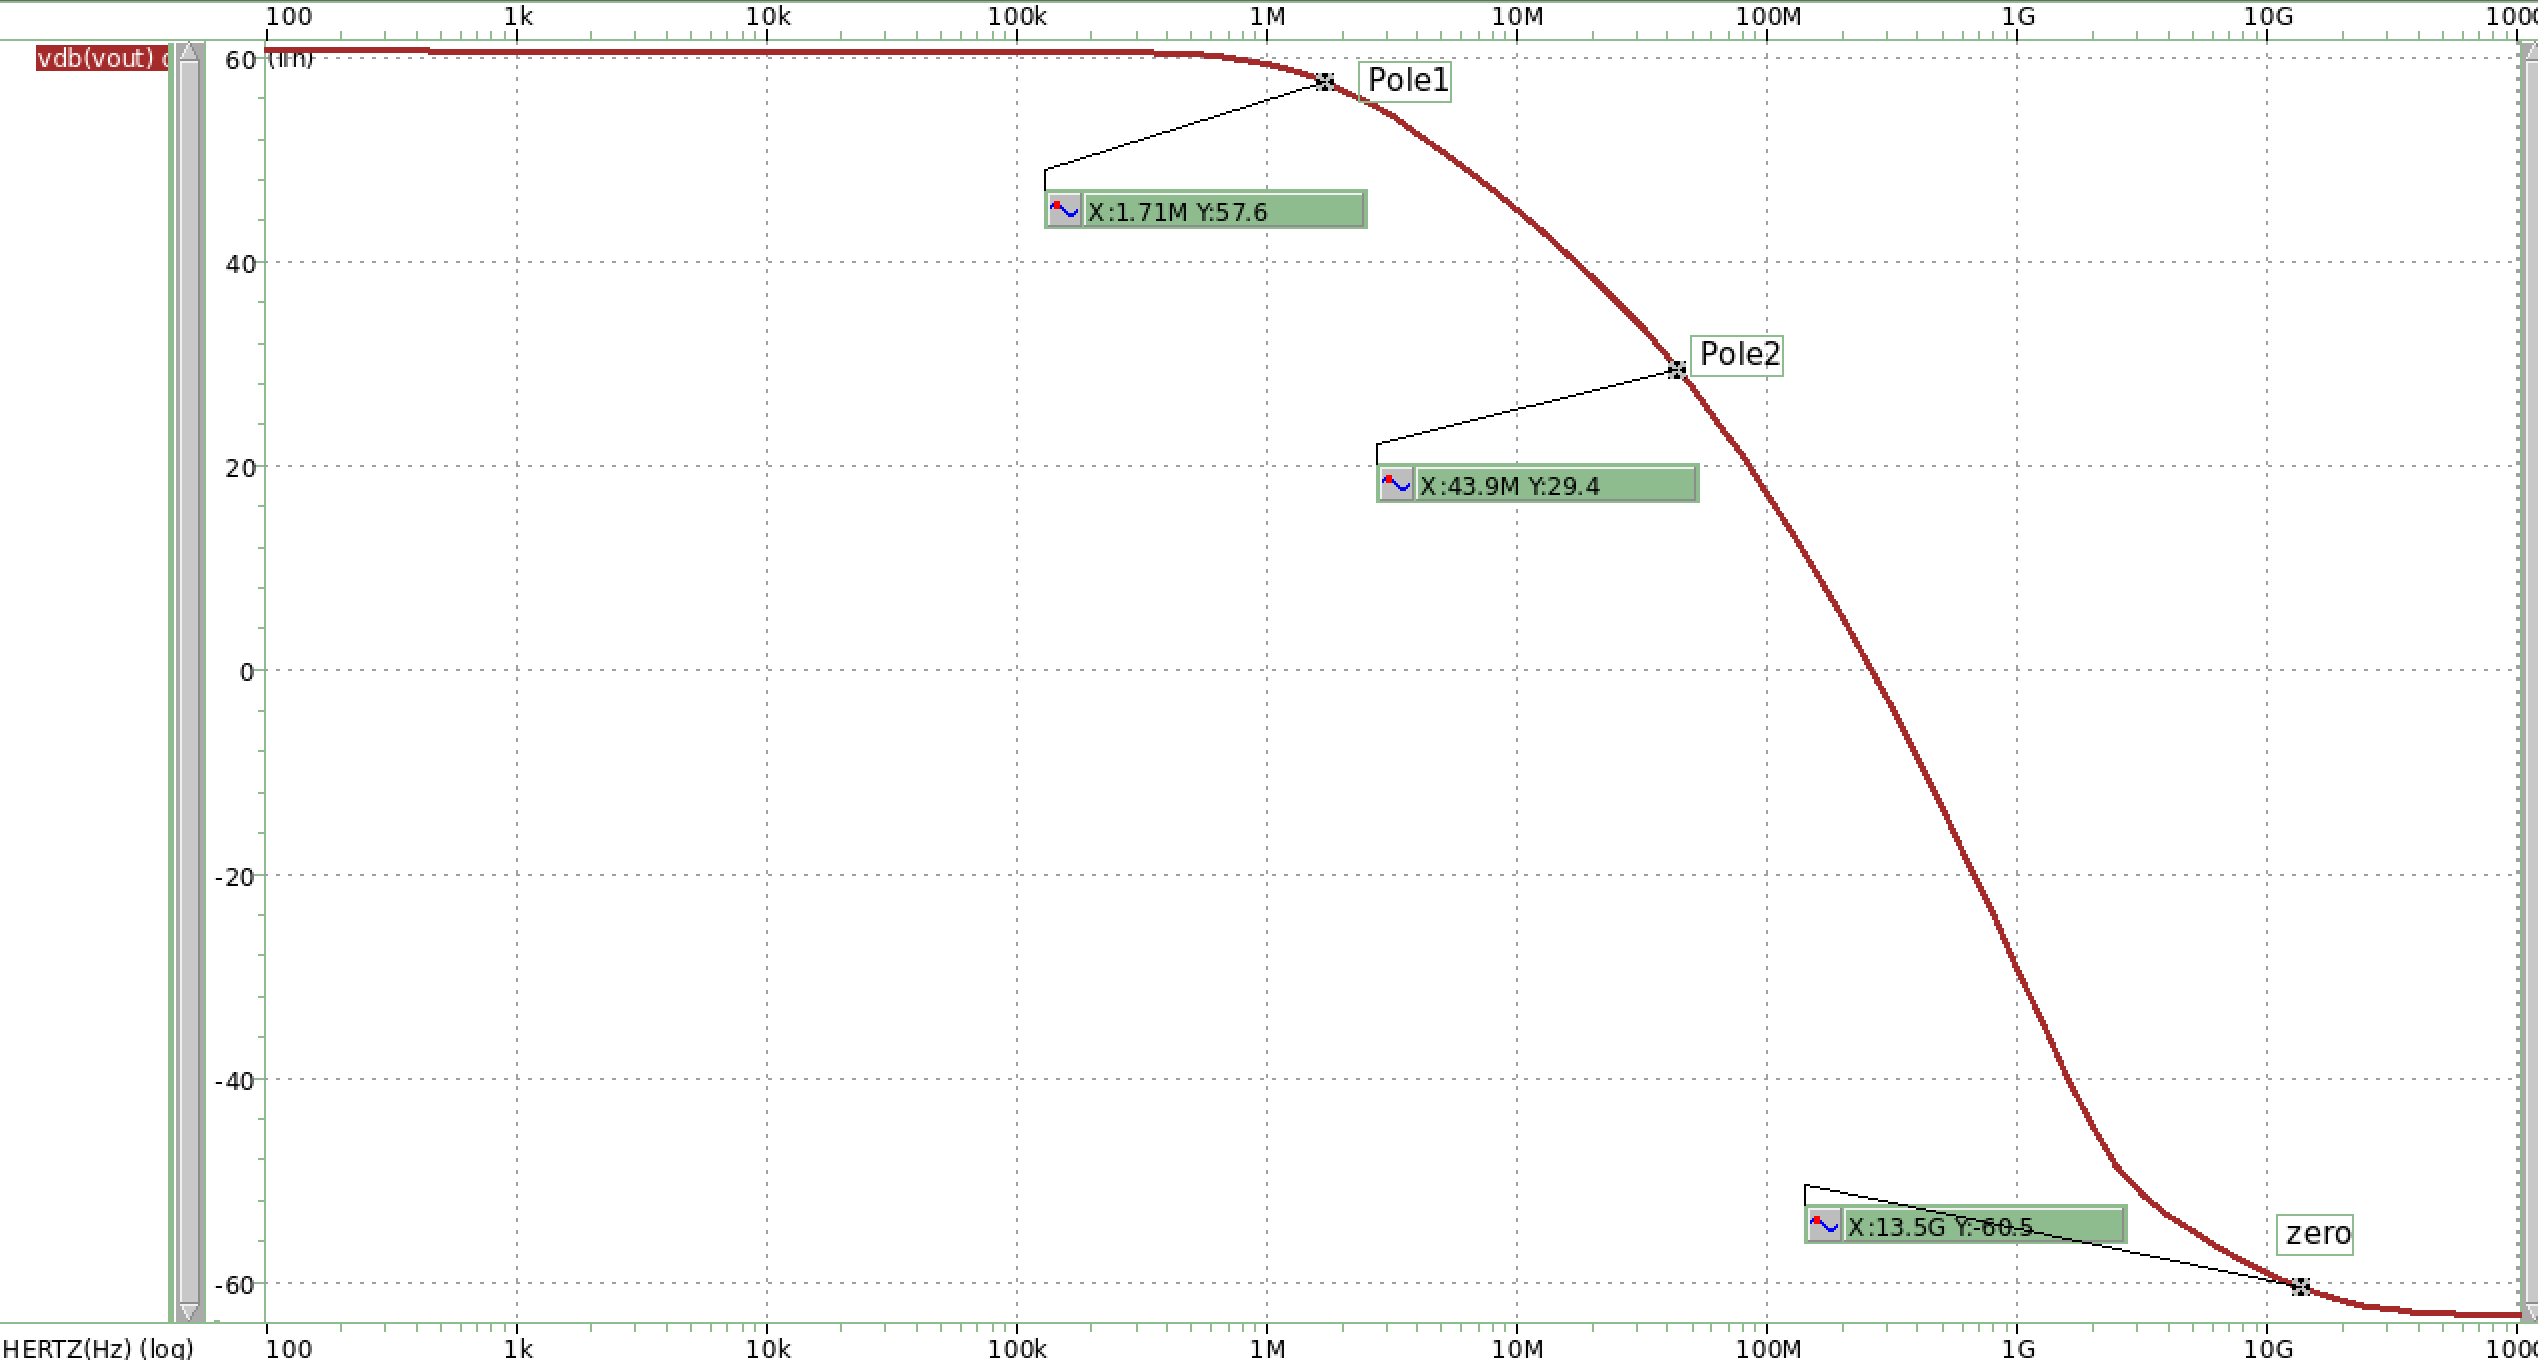 100 1k 10k 100k 1M 10M 100M 1G 10G
vdb(vout)
60
40
20
0
-20
-40
-60
Pole1
X:1.71M Y:57.6
Pole2
X:43.9M Y:29.4
X:13.5G Y:-60.5
zero
HERTZ(Hz) (log) 100 1k 10k 100k 1M 10M 100M 1G 10G